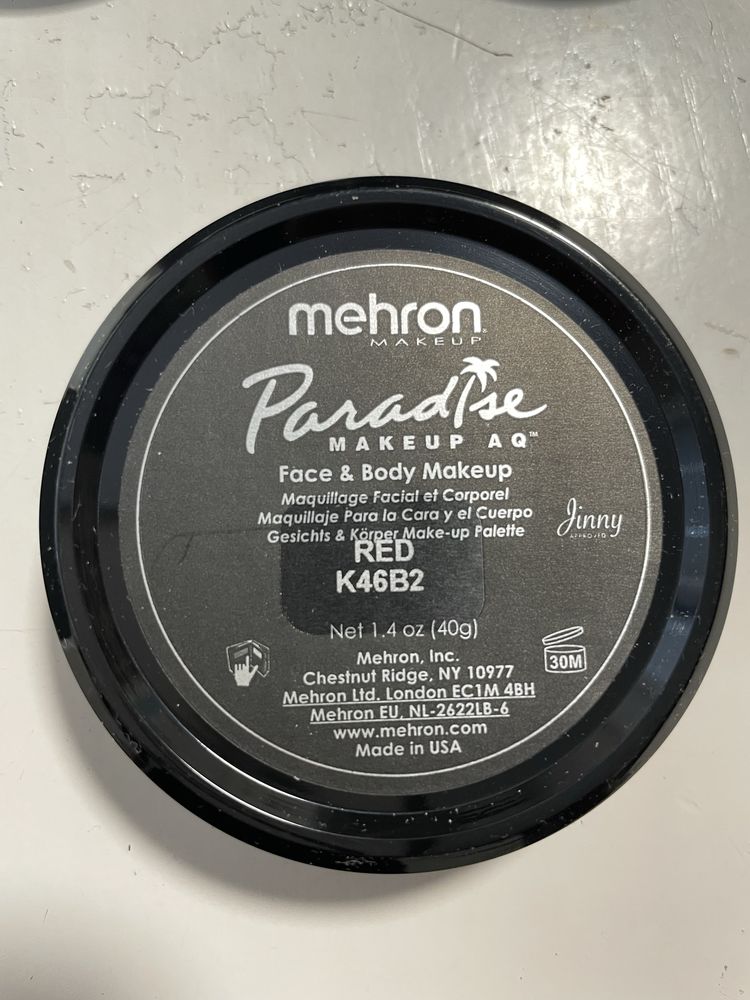 mehron
MAKEUP
Paradise
MAKEUP AQ™
Face & Body Makeup
Maquillage Facial et Corporel
Maquillaje Para la Cara y el Cuerpo
Gesichts & Körper Make-up Palette
Jinny
APPROVED
RED
K46B2
Net 1.4 oz (40g)
30M
Mehron, Inc.
Chestnut Ridge, NY 10977
Mehron Ltd. London EC1M 4BH
Mehron EU, NL-2622LB-6
www.mehron.com
Made in USA